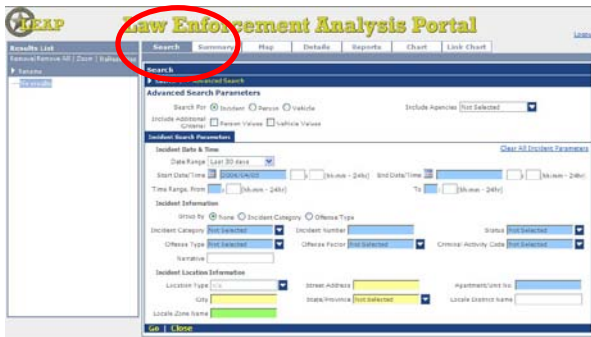 LEAP Law Enforcement Analysis Portal
Search Summary Map Details Reports Chart Link Chart
Results List
Remove All | Zoom |
Rename
No results
Search
Advanced Search
Advanced Search Parameters
Search For Incident Person Vehicle Include Agencies Not Selected
Include Additional Criteria: Person Values Vehicle Values
Incident Search Parameters
Incident Date & Time Clear All Incident Parameters
Date Range Last 30 days
Start Date/Time 2006/04/05 : (hh:mm - 24hr) End Date/Time : (hh:mm - 24hr)
Time Range, From : (hh:mm - 24hr) To : (hh:mm - 24hr)
Incident Information
Group By None Incident Category Offense Type
Incident Category Not Selected Incident Number Status Not Selected
Offense Type Not Selected Offense Factor Not Selected Criminal Activity Code Not Selected
Narrative
Incident Location Information
Location Type n/a Street Address Apartment/Unit No.
City State/Province Not Selected Locale District Name
Locale Zone Name
Go | Close